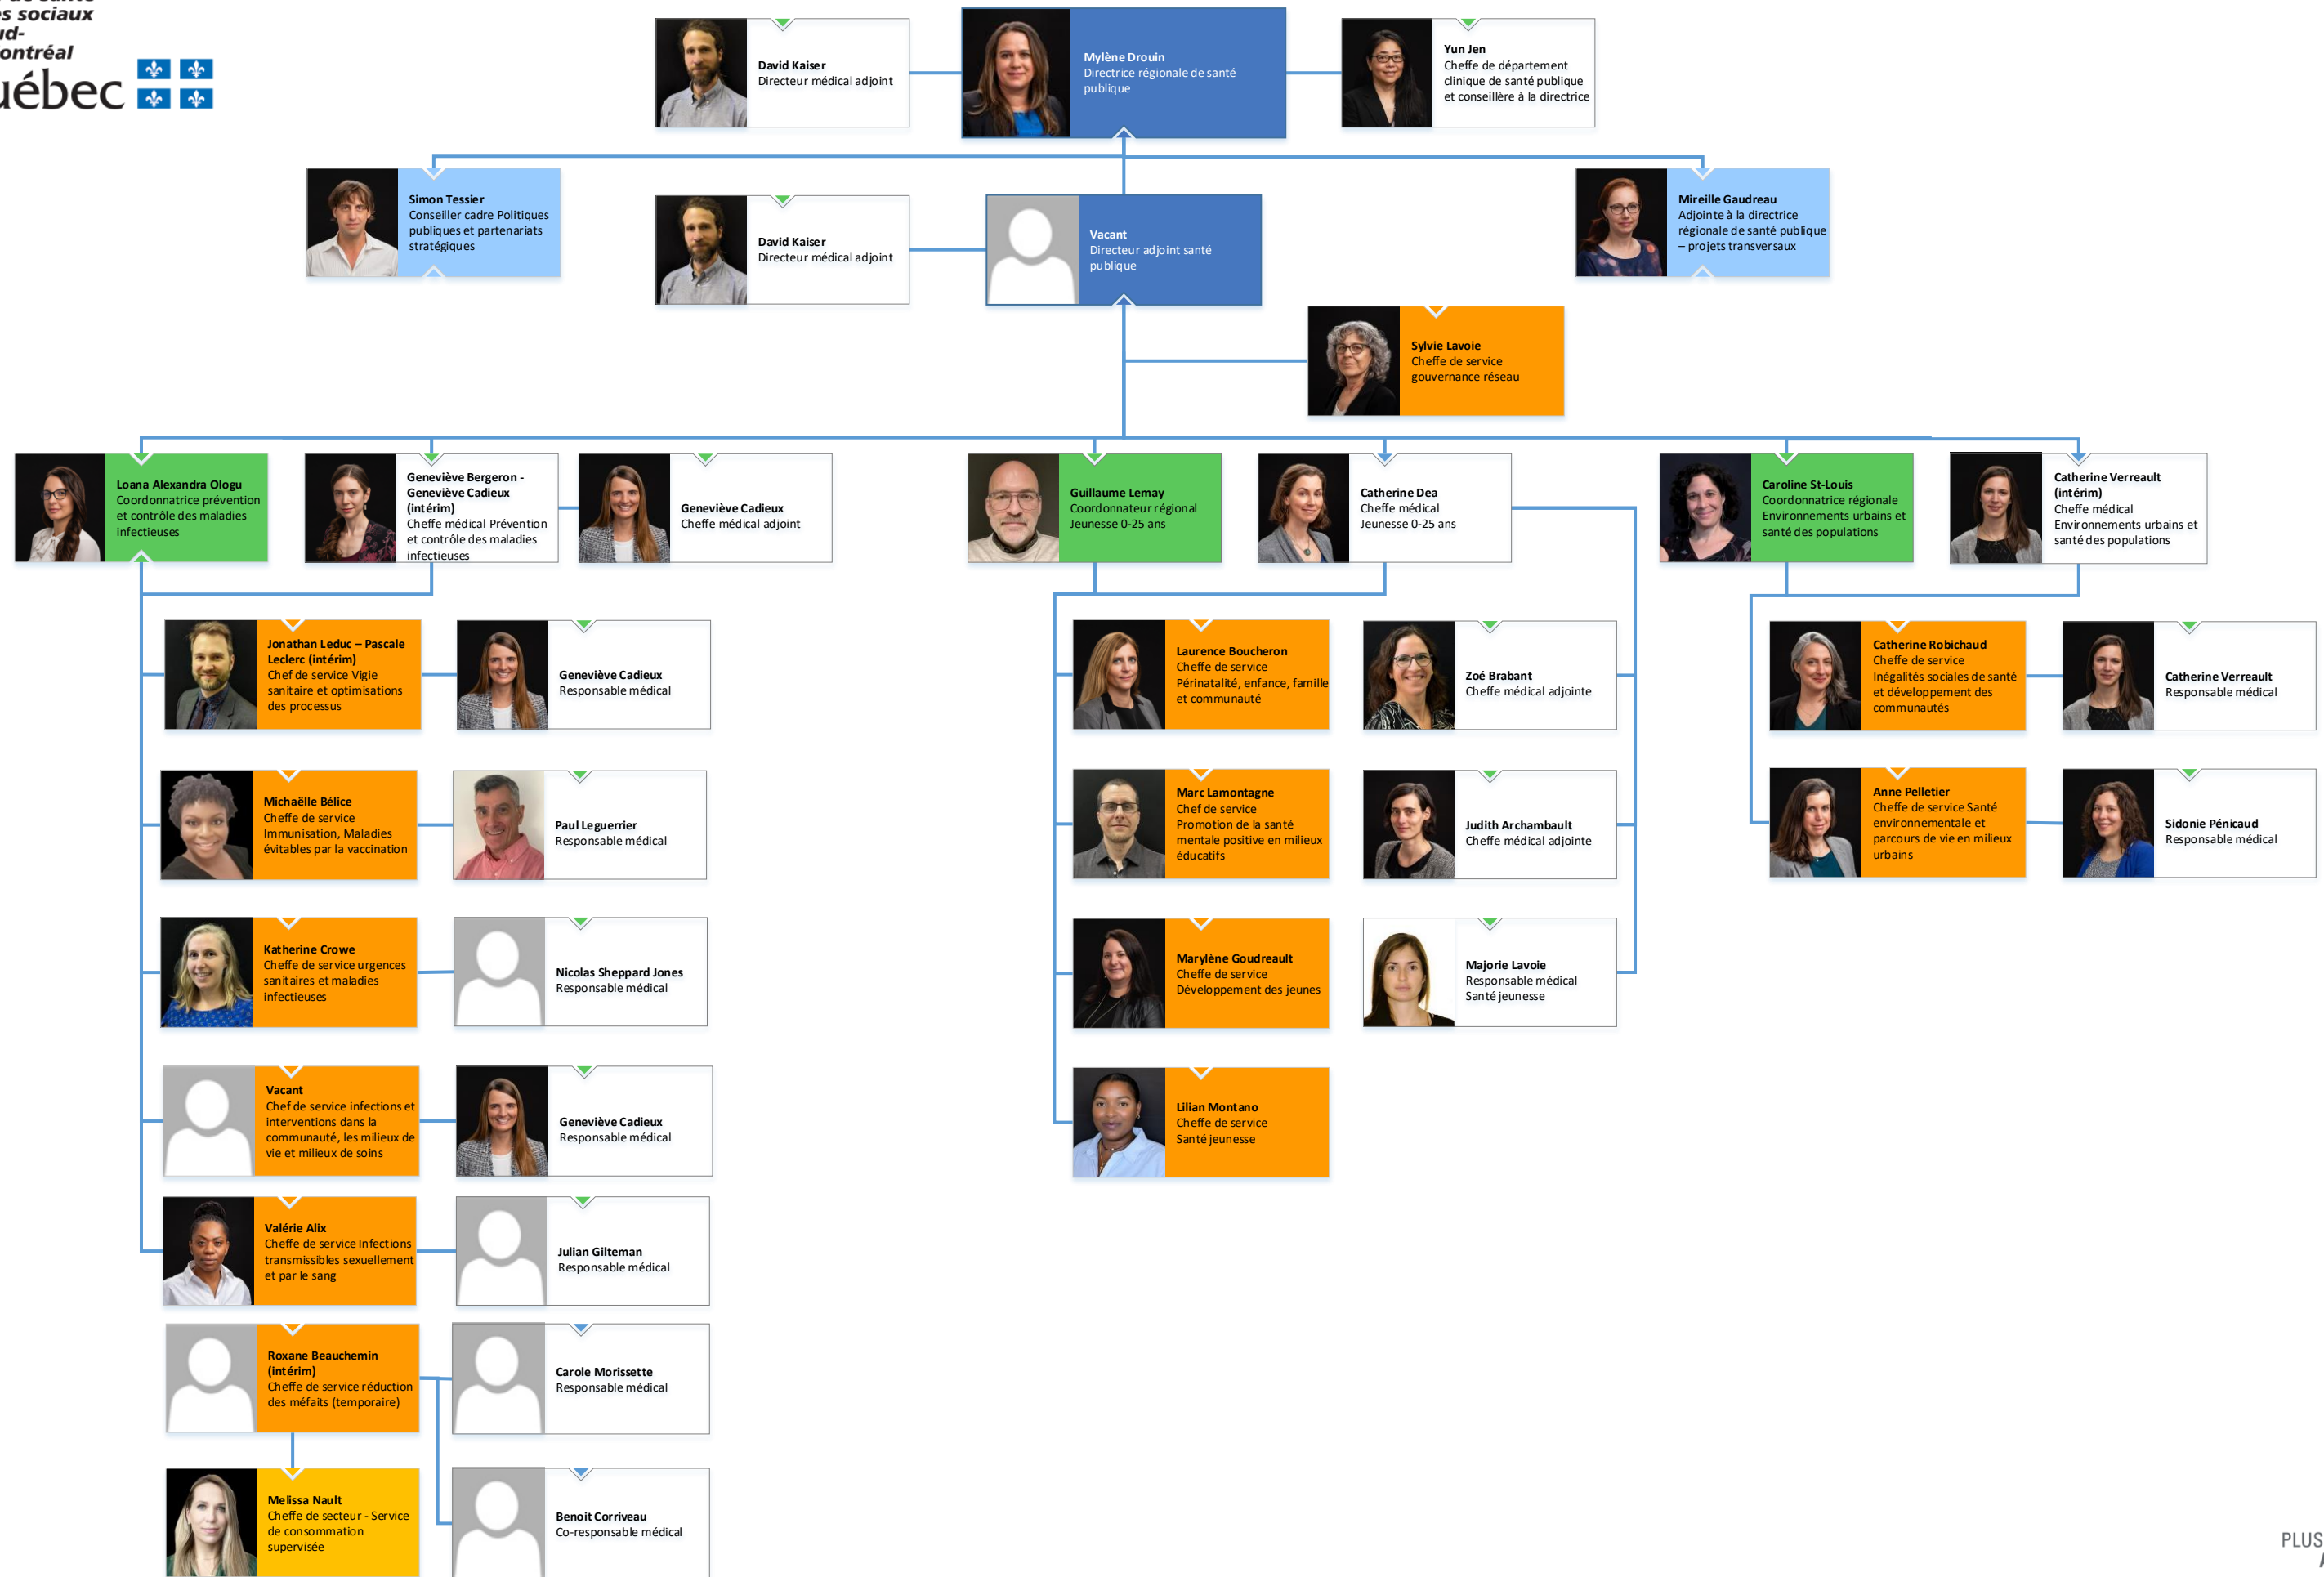 es sociaux
ud-
ontréal
uébec
David Kaiser
Directeur médical adjoint
Mylène Drouin
Directrice régionale de santé
publique
Yun Jen
Cheffe de département
clinique de santé publique
et conseillère à la directrice
Simon Tessier
Conseiller cadre Politiques
publiques et partenariats
stratégiques
David Kaiser
Directeur médical adjoint
Vacant
Directeur adjoint santé
publique
Mireille Gaudreau
Adjointe à la directrice
régionale de santé publique
– projets transversaux
Sylvie Lavoie
Cheffe de service
gouvernance réseau
Loana Alexandra Ologu
Coordonnatrice prévention
et contrôle des maladies
infectieuses
Geneviève Bergeron -
Geneviève Cadieux
(intérim)
Cheffe médical Prévention
et contrôle des maladies
infectieuses
Geneviève Cadieux
Cheffe médical adjoint
Guillaume Lemay
Coordonnateur régional
Jeunesse 0-25 ans
Catherine Dea
Cheffe médical
Jeunesse 0-25 ans
Caroline St-Louis
Coordonnatrice régionale
Environnements urbains et
santé des populations
Catherine Verreault
(intérim)
Cheffe médical
Environnements urbains et
santé des populations
Jonathan Leduc – Pascale
Leclerc (intérim)
Chef de service Vigie
sanitaire et optimisations
des processus
Geneviève Cadieux
Responsable médical
Laurence Boucheron
Cheffe de service
Périnatalité, enfance, famille
et communauté
Zoé Brabant
Cheffe médical adjointe
Catherine Robichaud
Cheffe de service
Inégalités sociales de santé
et développement des
communautés
Catherine Verreault
Responsable médical
Michaëlle Bélice
Cheffe de service
Immunisation, Maladies
évitables par la vaccination
Paul Leguerrier
Responsable médical
Marc Lamontagne
Chef de service
Promotion de la santé
mentale positive en milieux
éducatifs
Judith Archambault
Cheffe médical adjointe
Anne Pelletier
Cheffe de service Santé
environnementale et
parcours de vie en milieux
urbains
Sidonie Pénicaud
Responsable médical
Katherine Crowe
Cheffe de service urgences
sanitaires et maladies
infectieuses
Nicolas Sheppard Jones
Responsable médical
Marylène Goudreault
Cheffe de service
Développement des jeunes
Majorie Lavoie
Responsable médical
Santé jeunesse
Vacant
Chef de service infections et
interventions dans la
communauté, les milieux de
vie et milieux de soins
Geneviève Cadieux
Responsable médical
Lilian Montano
Cheffe de service
Santé jeunesse
Valérie Alix
Cheffe de service Infections
transmissibles sexuellement
et par le sang
Julian Gilteman
Responsable médical
Roxane Beauchemin
(intérim)
Cheffe de service réduction
des méfaits (temporaire)
Carole Morissette
Responsable médical
Melissa Nault
Cheffe de secteur - Service
de consommation
supervisée
Benoit Corriveau
Co-responsable médical
PLUS